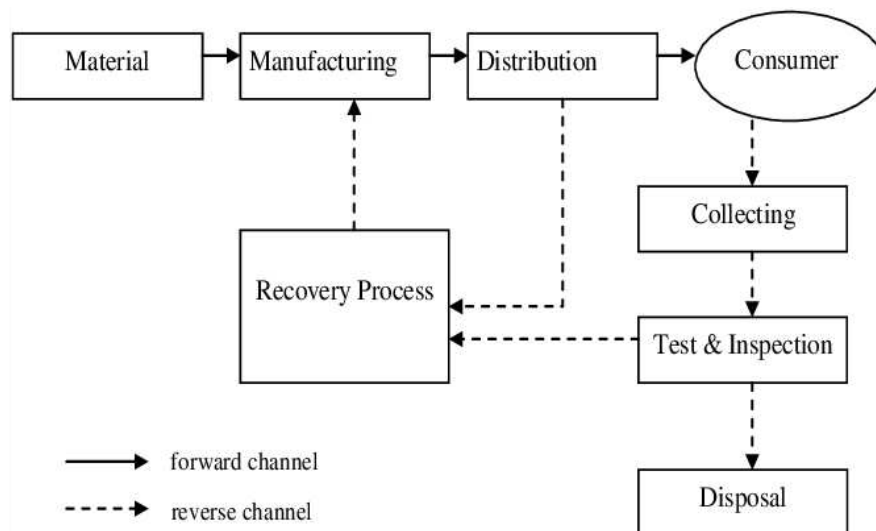 Material
Manufacturing
Distribution
Consumer
Collecting
Recovery Process
Test & Inspection
Disposal
forward channel
reverse channel